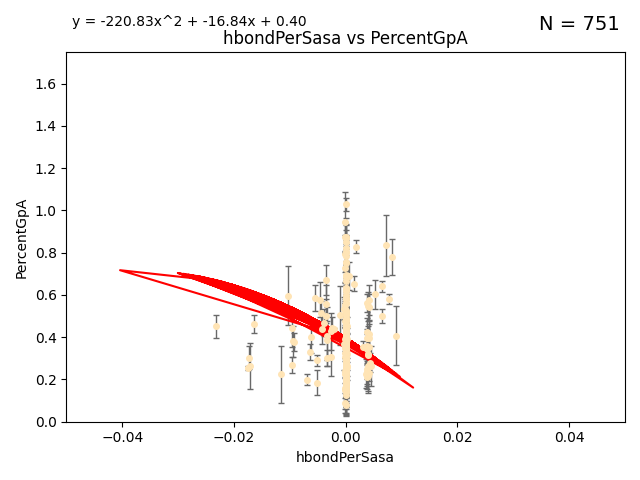 y = -220.83x^2 + -16.84x + 0.40
N = 751
hbondPerSasa vs PercentGpA
1.6
1.4
1.2
1.0
0.8
0.6
0.4
0.2
0.0
PercentGpA
−0.04
−0.02
0.00
0.02
0.04
hbondPerSasa